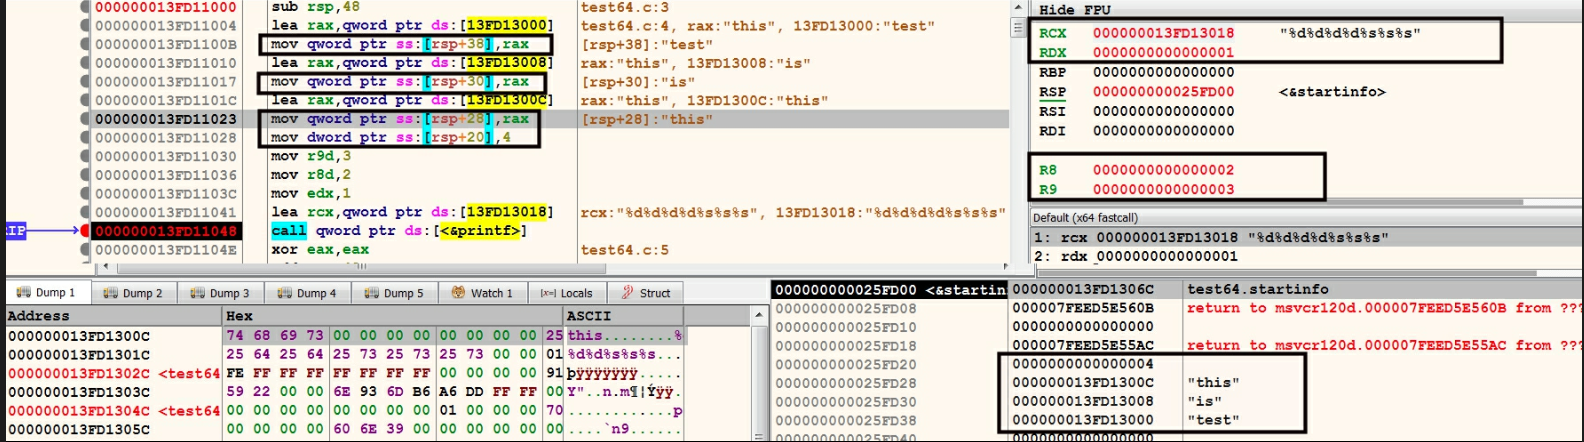 000000013FD11000 sub rsp,48 test64.c:3
000000013FD11004 lea rax,qword ptr ds:[13FD13000] test64.c:4, rax:"this", 13FD13000:"test"
000000013FD1100B mov qword ptr ss:[rsp+38],rax [rsp+38]:"test"
000000013FD11010 lea rax,qword ptr ds:[13FD13008] rax:"this", 13FD13008:"is"
000000013FD11017 mov qword ptr ss:[rsp+30],rax [rsp+30]:"is"
000000013FD1101C lea rax,qword ptr ds:[13FD1300C] rax:"this", 13FD1300C:"this"
000000013FD11023 mov qword ptr ss:[rsp+28],rax [rsp+28]:"this"
000000013FD11028 mov dword ptr ss:[rsp+20],4
000000013FD11030 mov r9d,3
000000013FD11036 mov r8d,2
000000013FD1103C mov edx,1
000000013FD11041 lea rcx,qword ptr ds:[13FD13018] rcx:"%d%d%d%d%s%s%s", 13FD13018:"%d%d%d%d%s%s%s"
IP 000000013FD11048 call qword ptr ds:[<&printf>]
000000013FD1104E xor eax,eax test64.c:5
Hide FPU
RCX 000000013FD13018 "%d%d%d%d%s%s%s"
RDX 0000000000000001
RBP 0000000000000000
RSP 000000000025FD00 <&startinfo>
RSI 0000000000000000
RDI 0000000000000000
R8 0000000000000002
R9 0000000000000003
Default (x64 fastcall)
1: rcx 000000013FD13018 "%d%d%d%d%s%s%s"
2: rdx 0000000000000001
Dump 1 Dump 2 Dump 3 Dump 4 Dump 5 Watch 1 [x=] Locals Struct
Address Hex ASCII
000000013FD1300C 74 68 69 73 00 00 00 00 00 00 00 00 25 this........%
000000013FD1301C 25 64 25 64 25 73 25 73 25 73 00 00 01 %d%d%s%s%s...
000000013FD1302C <test64 FE FF FF FF FF FF FF FF 00 00 00 00 91 þÿÿÿÿÿÿÿ.....
000000013FD1303C 59 22 00 00 6E 93 6D B6 A6 DD FF FF 00 Y"..n.m¶¦Ýÿÿ.
000000013FD1304C <test64 00 00 00 00 00 00 00 00 01 00 00 00 70 ............p
000000013FD1305C 00 00 00 00 60 6E 39 00 00 00 00 00 00 ....`n9......
000000000025FD00 <&startin 000000013FD1306C test64.startinfo
000000000025FD08 000007FEED5E560B return to msvcr120d.000007FEED5E560B from ???
000000000025FD10 0000000000000000
000000000025FD18 000007FEED5E55AC return to msvcr120d.000007FEED5E55AC from ???
000000000025FD20 0000000000000004
000000000025FD28 000000013FD1300C "this"
000000000025FD30 000000013FD13008 "is"
000000000025FD38 000000013FD13000 "test"